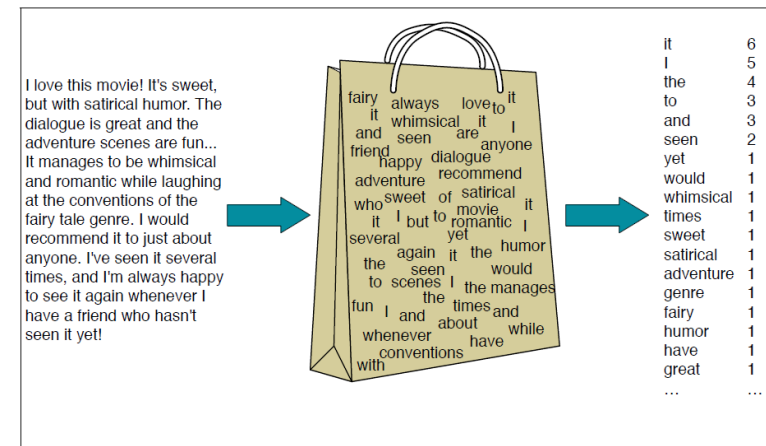 I love this movie! It's sweet,
but with satirical humor. The
dialogue is great and the
adventure scenes are fun...
It manages to be whimsical
and romantic while laughing
at the conventions of the
fairy tale genre. I would
recommend it to just about
anyone. I've seen it several
times, and I'm always happy
to see it again whenever I
have a friend who hasn't
seen it yet!
fairy always love to it
it whimsical it I
and seen are anyone
friend happy dialogue
adventure recommend
who sweet of satirical
it I but to movie romantic it I
several yet
again it the humor
the seen would
to scenes I the manages
fun I and the times and
about while
whenever have
conventions
with
it 6
I 5
the 4
to 3
and 3
seen 2
yet 1
would 1
whimsical 1
times 1
sweet 1
satirical 1
adventure 1
genre 1
fairy 1
humor 1
have 1
great 1
... ...